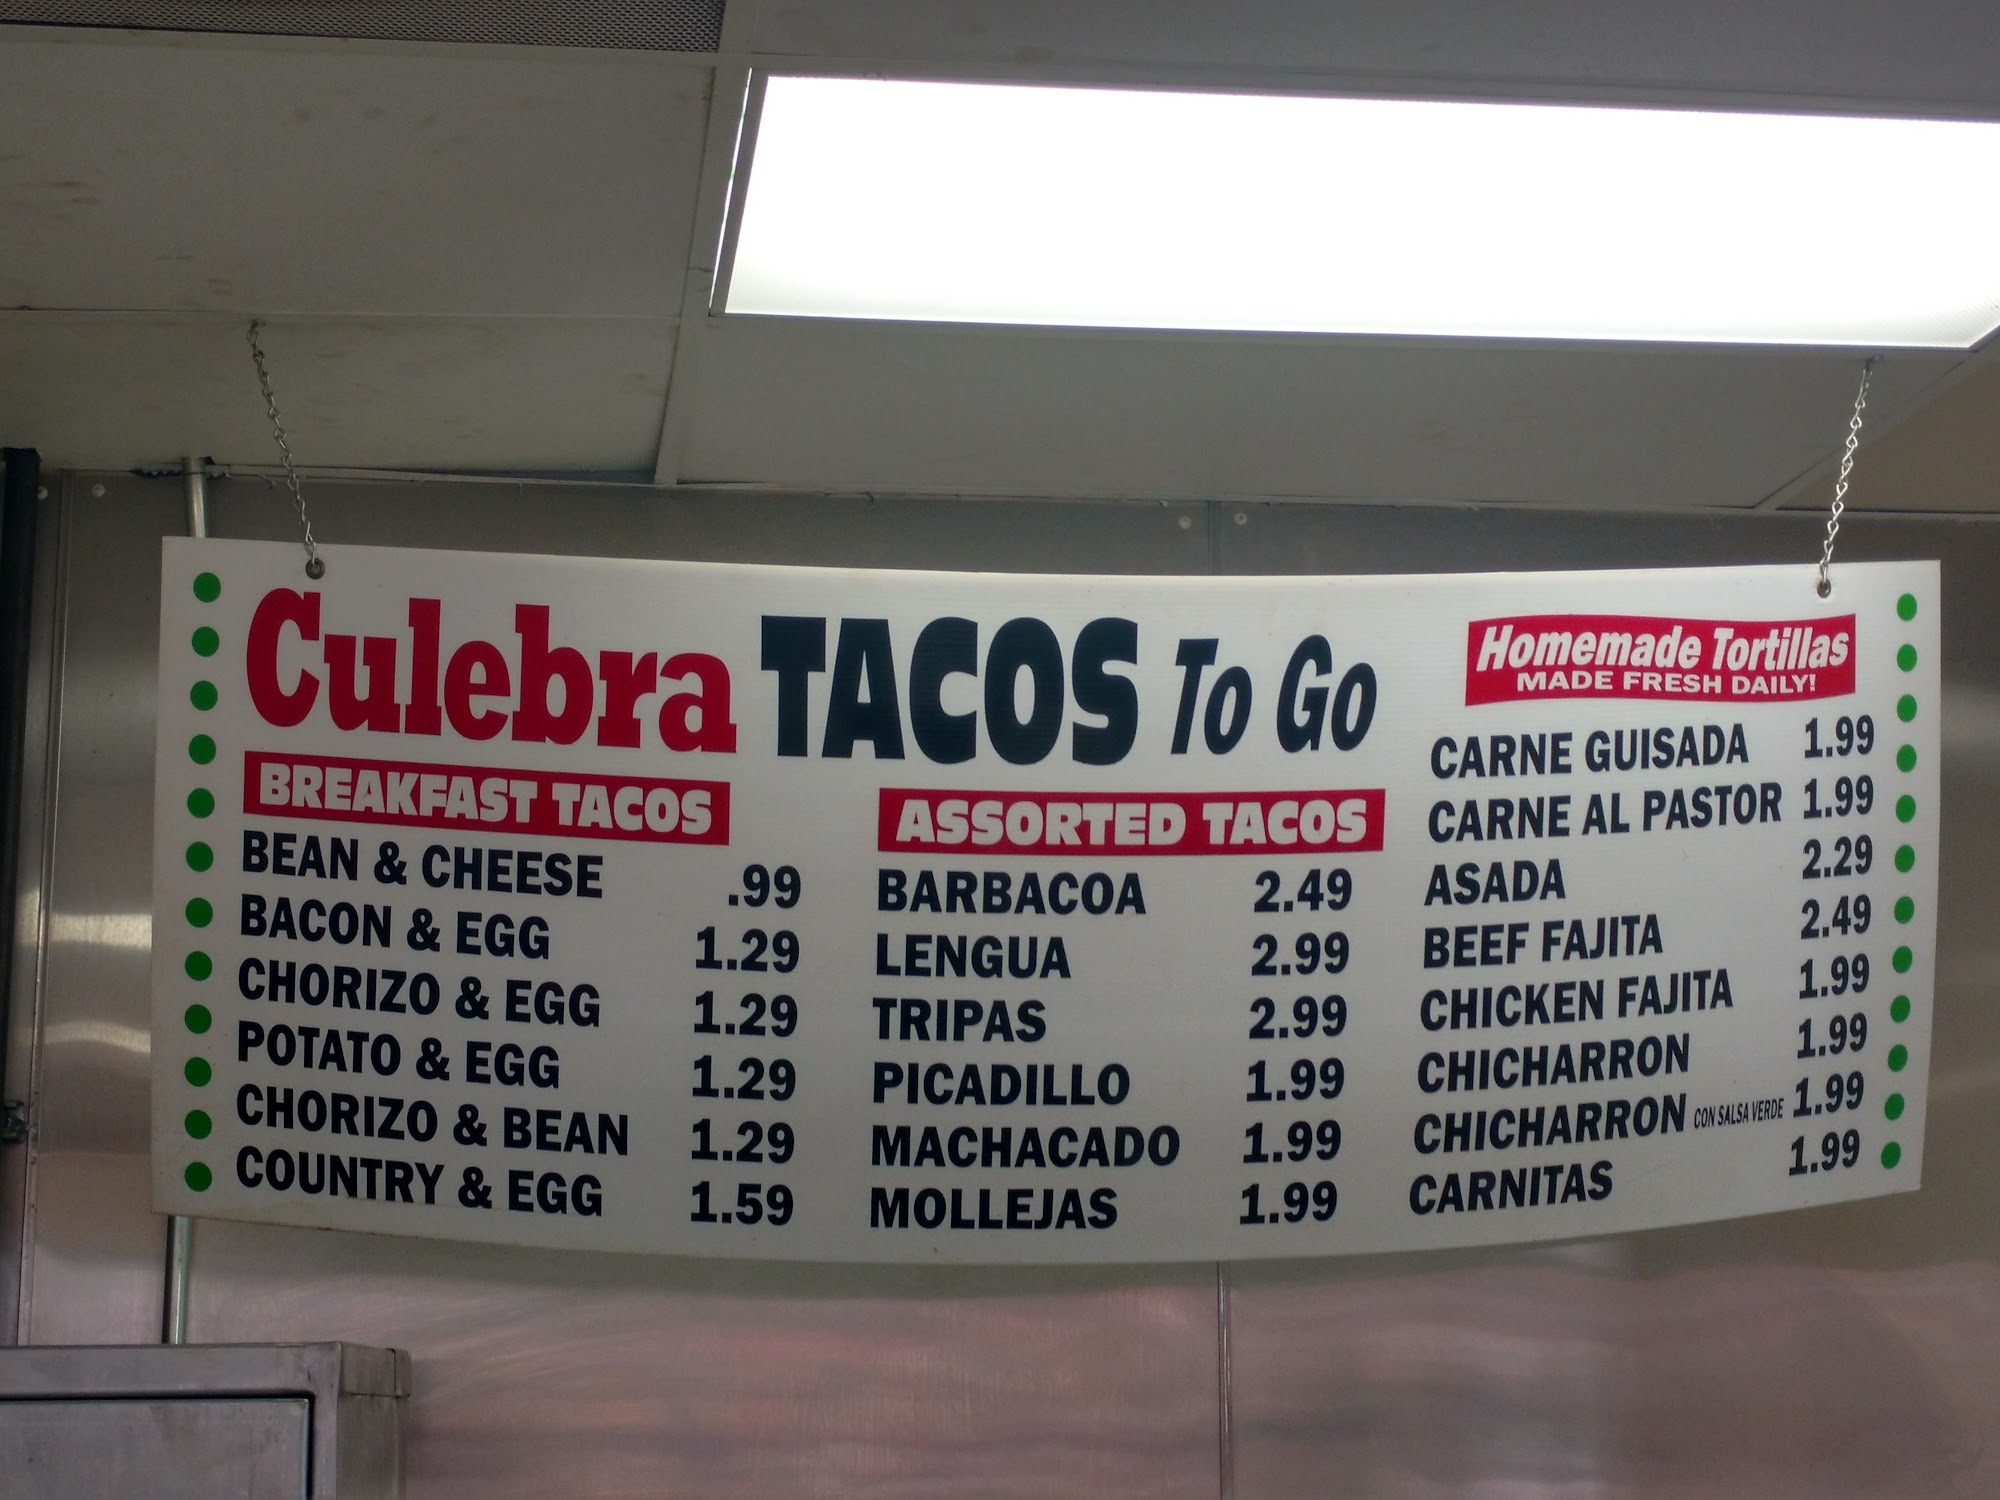 Culebra TACOS To Go
BREAKFAST TACOS
BEAN & CHEESE .99
BACON & EGG 1.29
CHORIZO & EGG 1.29
POTATO & EGG 1.29
CHORIZO & BEAN 1.29
COUNTRY & EGG 1.59
ASSORTED TACOS
BARBACOA 2.49
LENGUA 2.99
TRIPAS 2.99
PICADILLO 1.99
MACHACADO 1.99
MOLLEJAS 1.99
Homemade Tortillas
MADE FRESH DAILY!
CARNE GUISADA 1.99
CARNE AL PASTOR 1.99
ASADA 2.29
BEEF FAJITA 2.49
CHICKEN FAJITA 1.99
CHICHARRON 1.99
CHICHARRON CON SALSA VERDE 1.99
CARNITAS 1.99